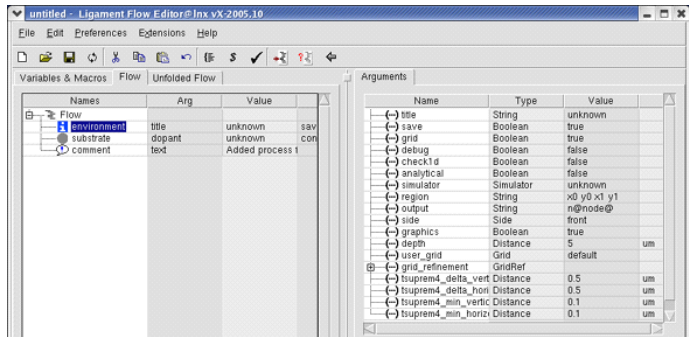 untitled - Ligament Flow Editor@lnx vX-2005.10
File Edit Preferences Extensions Help
Variables & Macros Flow Unfolded Flow
Names Arg Value
Flow
environment title unknown sav
substrate dopant unknown con
comment text Added process t
Arguments
Name Type Value
title String unknown
save Boolean true
grid Boolean true
debug Boolean false
check1d Boolean false
analytical Boolean false
simulator Simulator unknown
region String x0 y0 x1 y1
output String n@node@
side Side front
graphics Boolean true
depth Distance 5 um
user_grid Grid default
grid_refinement GridRef
tsuprem4_delta_vert Distance 0.5 um
tsuprem4_delta_hori Distance 0.5 um
tsuprem4_min_vertic Distance 0.1 um
tsuprem4_min_horiz Distance 0.1 um